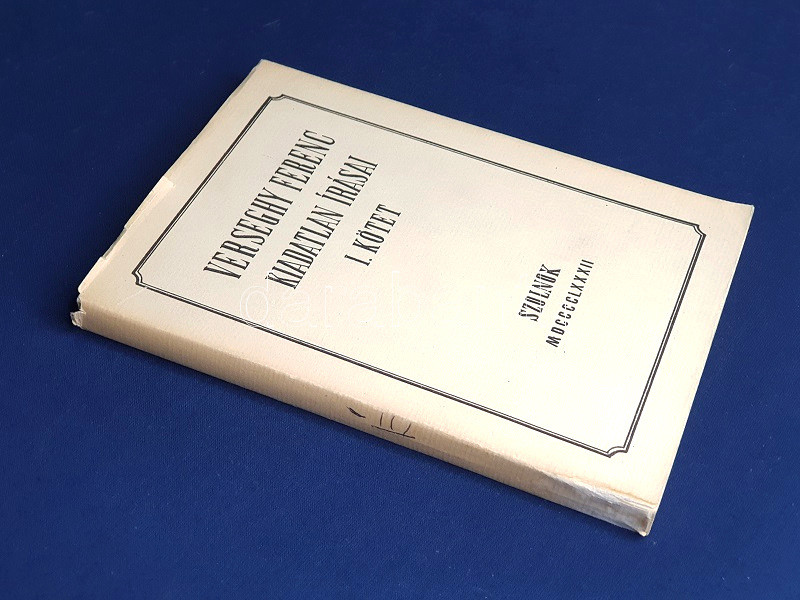 VERSEGHY FERENC
KIADATLAN ÍRÁSAI
I. KÖTET
SZOLNOK
MDCCCCLXXXII